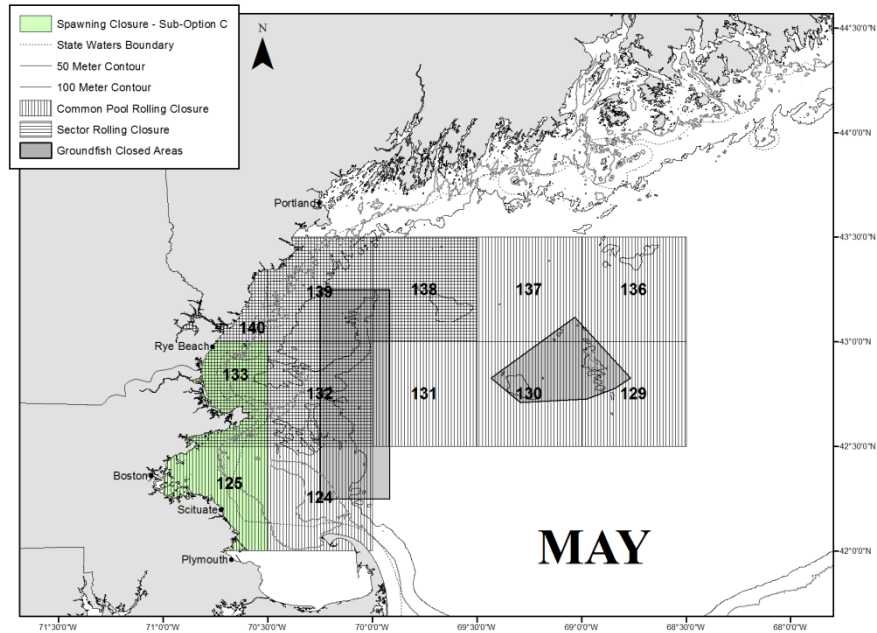 Spawning Closure - Sub-Option C
State Waters Boundary
50 Meter Contour
100 Meter Contour
Common Pool Rolling Closure
Sector Rolling Closure
Groundfish Closed Areas
N
44°30'0"N
44°0'0"N
Portland
43°30'0"N
139 138 137 136
140
Rye Beach
43°0'0"N
133
132 131 130 129
42°30'0"N
Boston
125
124
Scituate
MAY
Plymouth
42°0'0"N
71°30'0"W 71°0'0"W 70°30'0"W 70°0'0"W 69°30'0"W 69°0'0"W 68°30'0"W 68°0'0"W